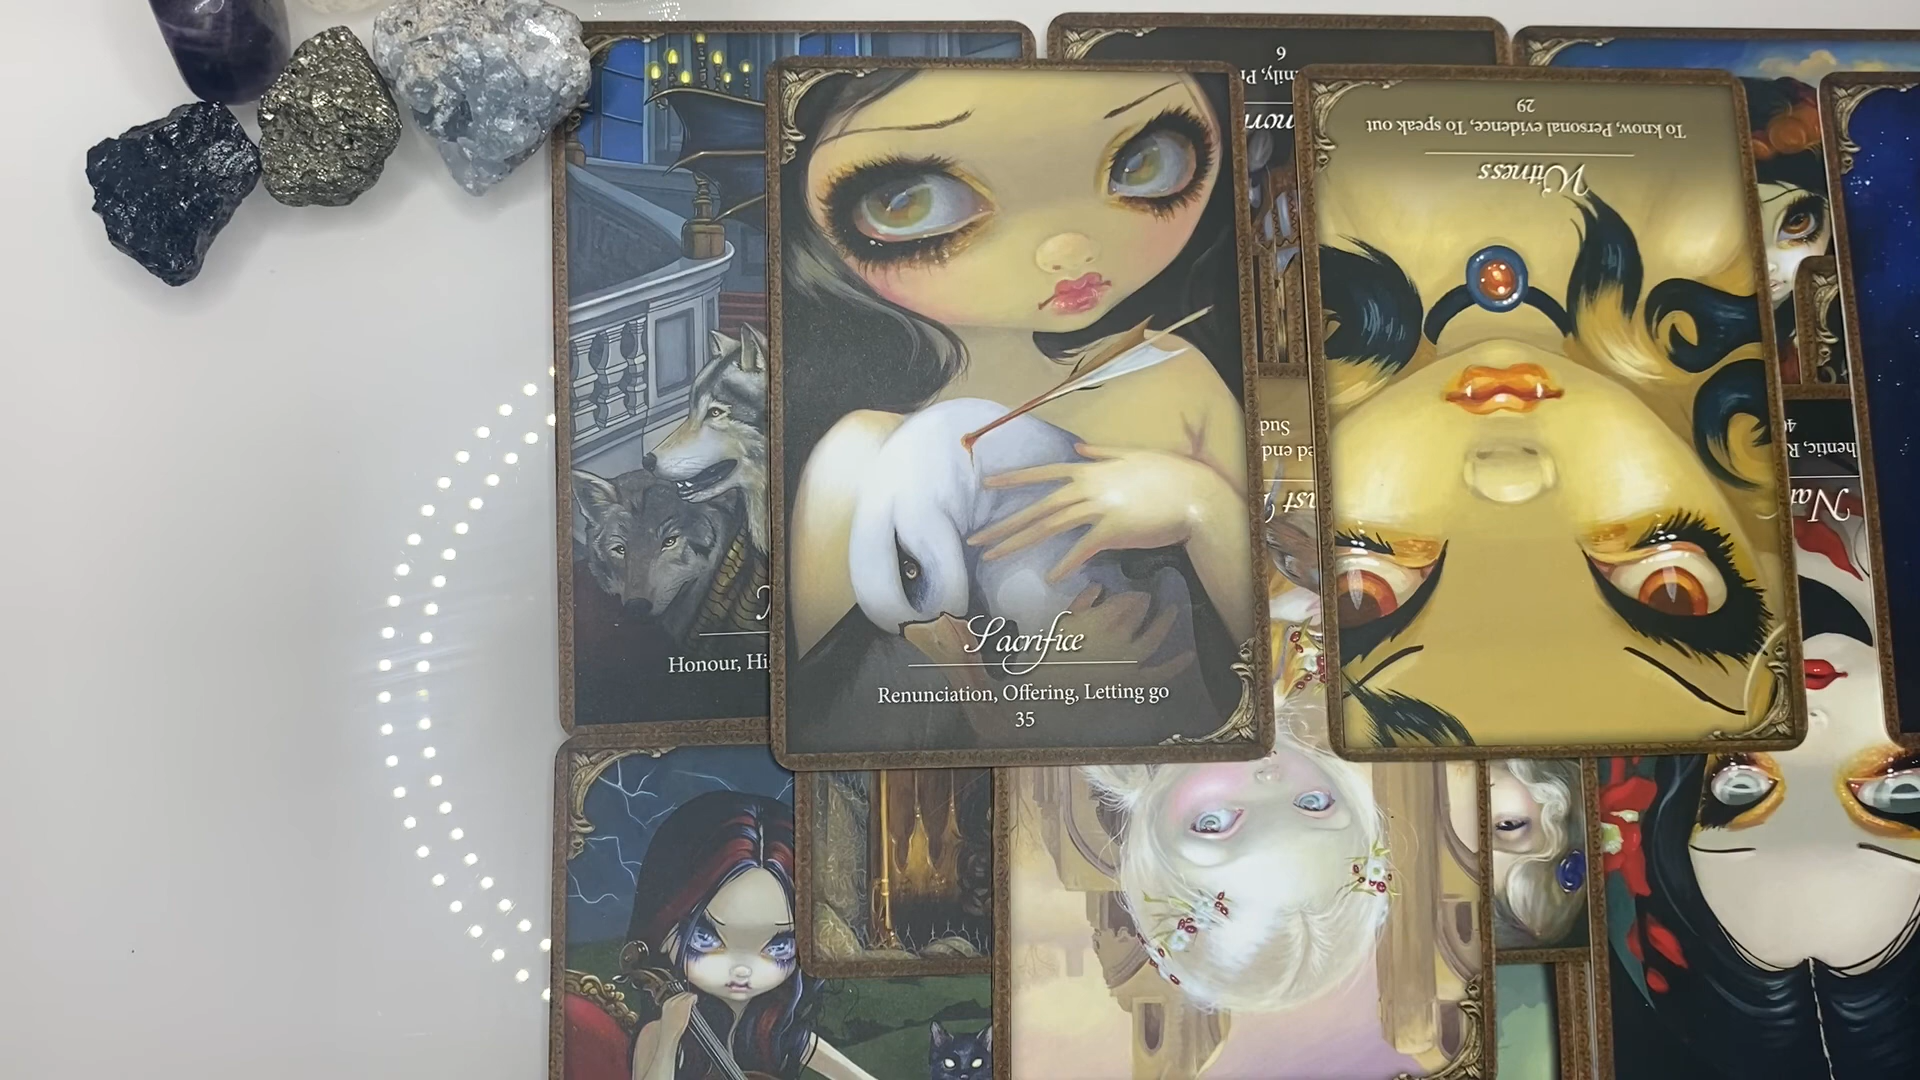 6
Witness
To know, Personal evidence, To speak out
29
Honour, Hi
Sacrifice
Renunciation, Offering, Letting go
35